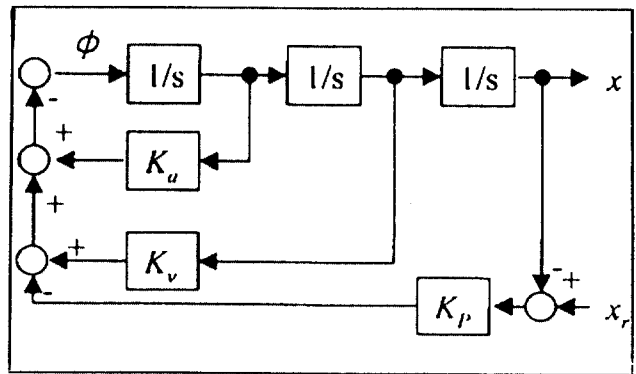 ϕ
1/s 1/s 1/s x
-
+
K_a
+
+
K_v
-
- +
K_P
x_r